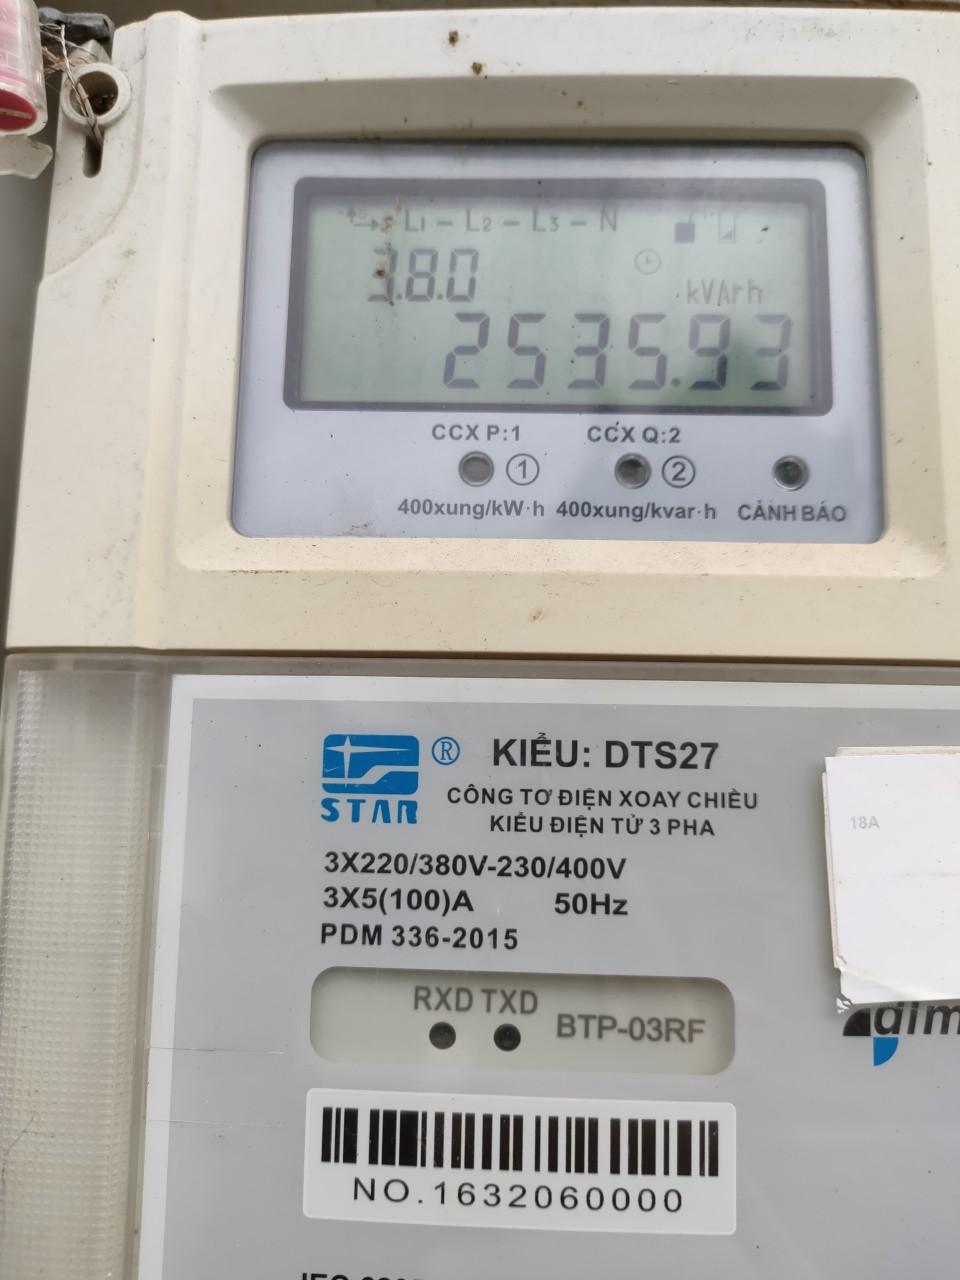 L1 - L2 - L3 - N
3.8.0
kVArh
2535.93
CCX P:1 CCX Q:2
① ②
400xung/kW·h 400xung/kvar·h CẢNH BÁO
® KIỂU: DTS27
STAR
CÔNG TƠ ĐIỆN XOAY CHIỀU
KIỂU ĐIỆN TỬ 3 PHA
18A
3X220/380V-230/400V
3X5(100)A 50Hz
PDM 336-2015
RXD TXD
BTP-03RF
NO.1632060000